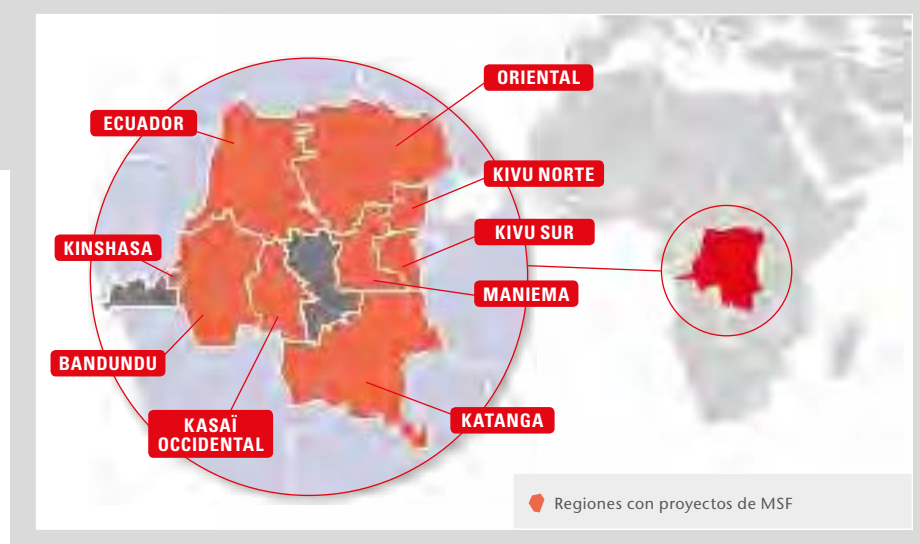 ORIENTAL
ECUADOR
KIVU NORTE
KIVU SUR
KINSHASA
MANIEMA
BANDUNDU
KASAÏ
OCCIDENTAL
KATANGA
Regiones con proyectos de MSF